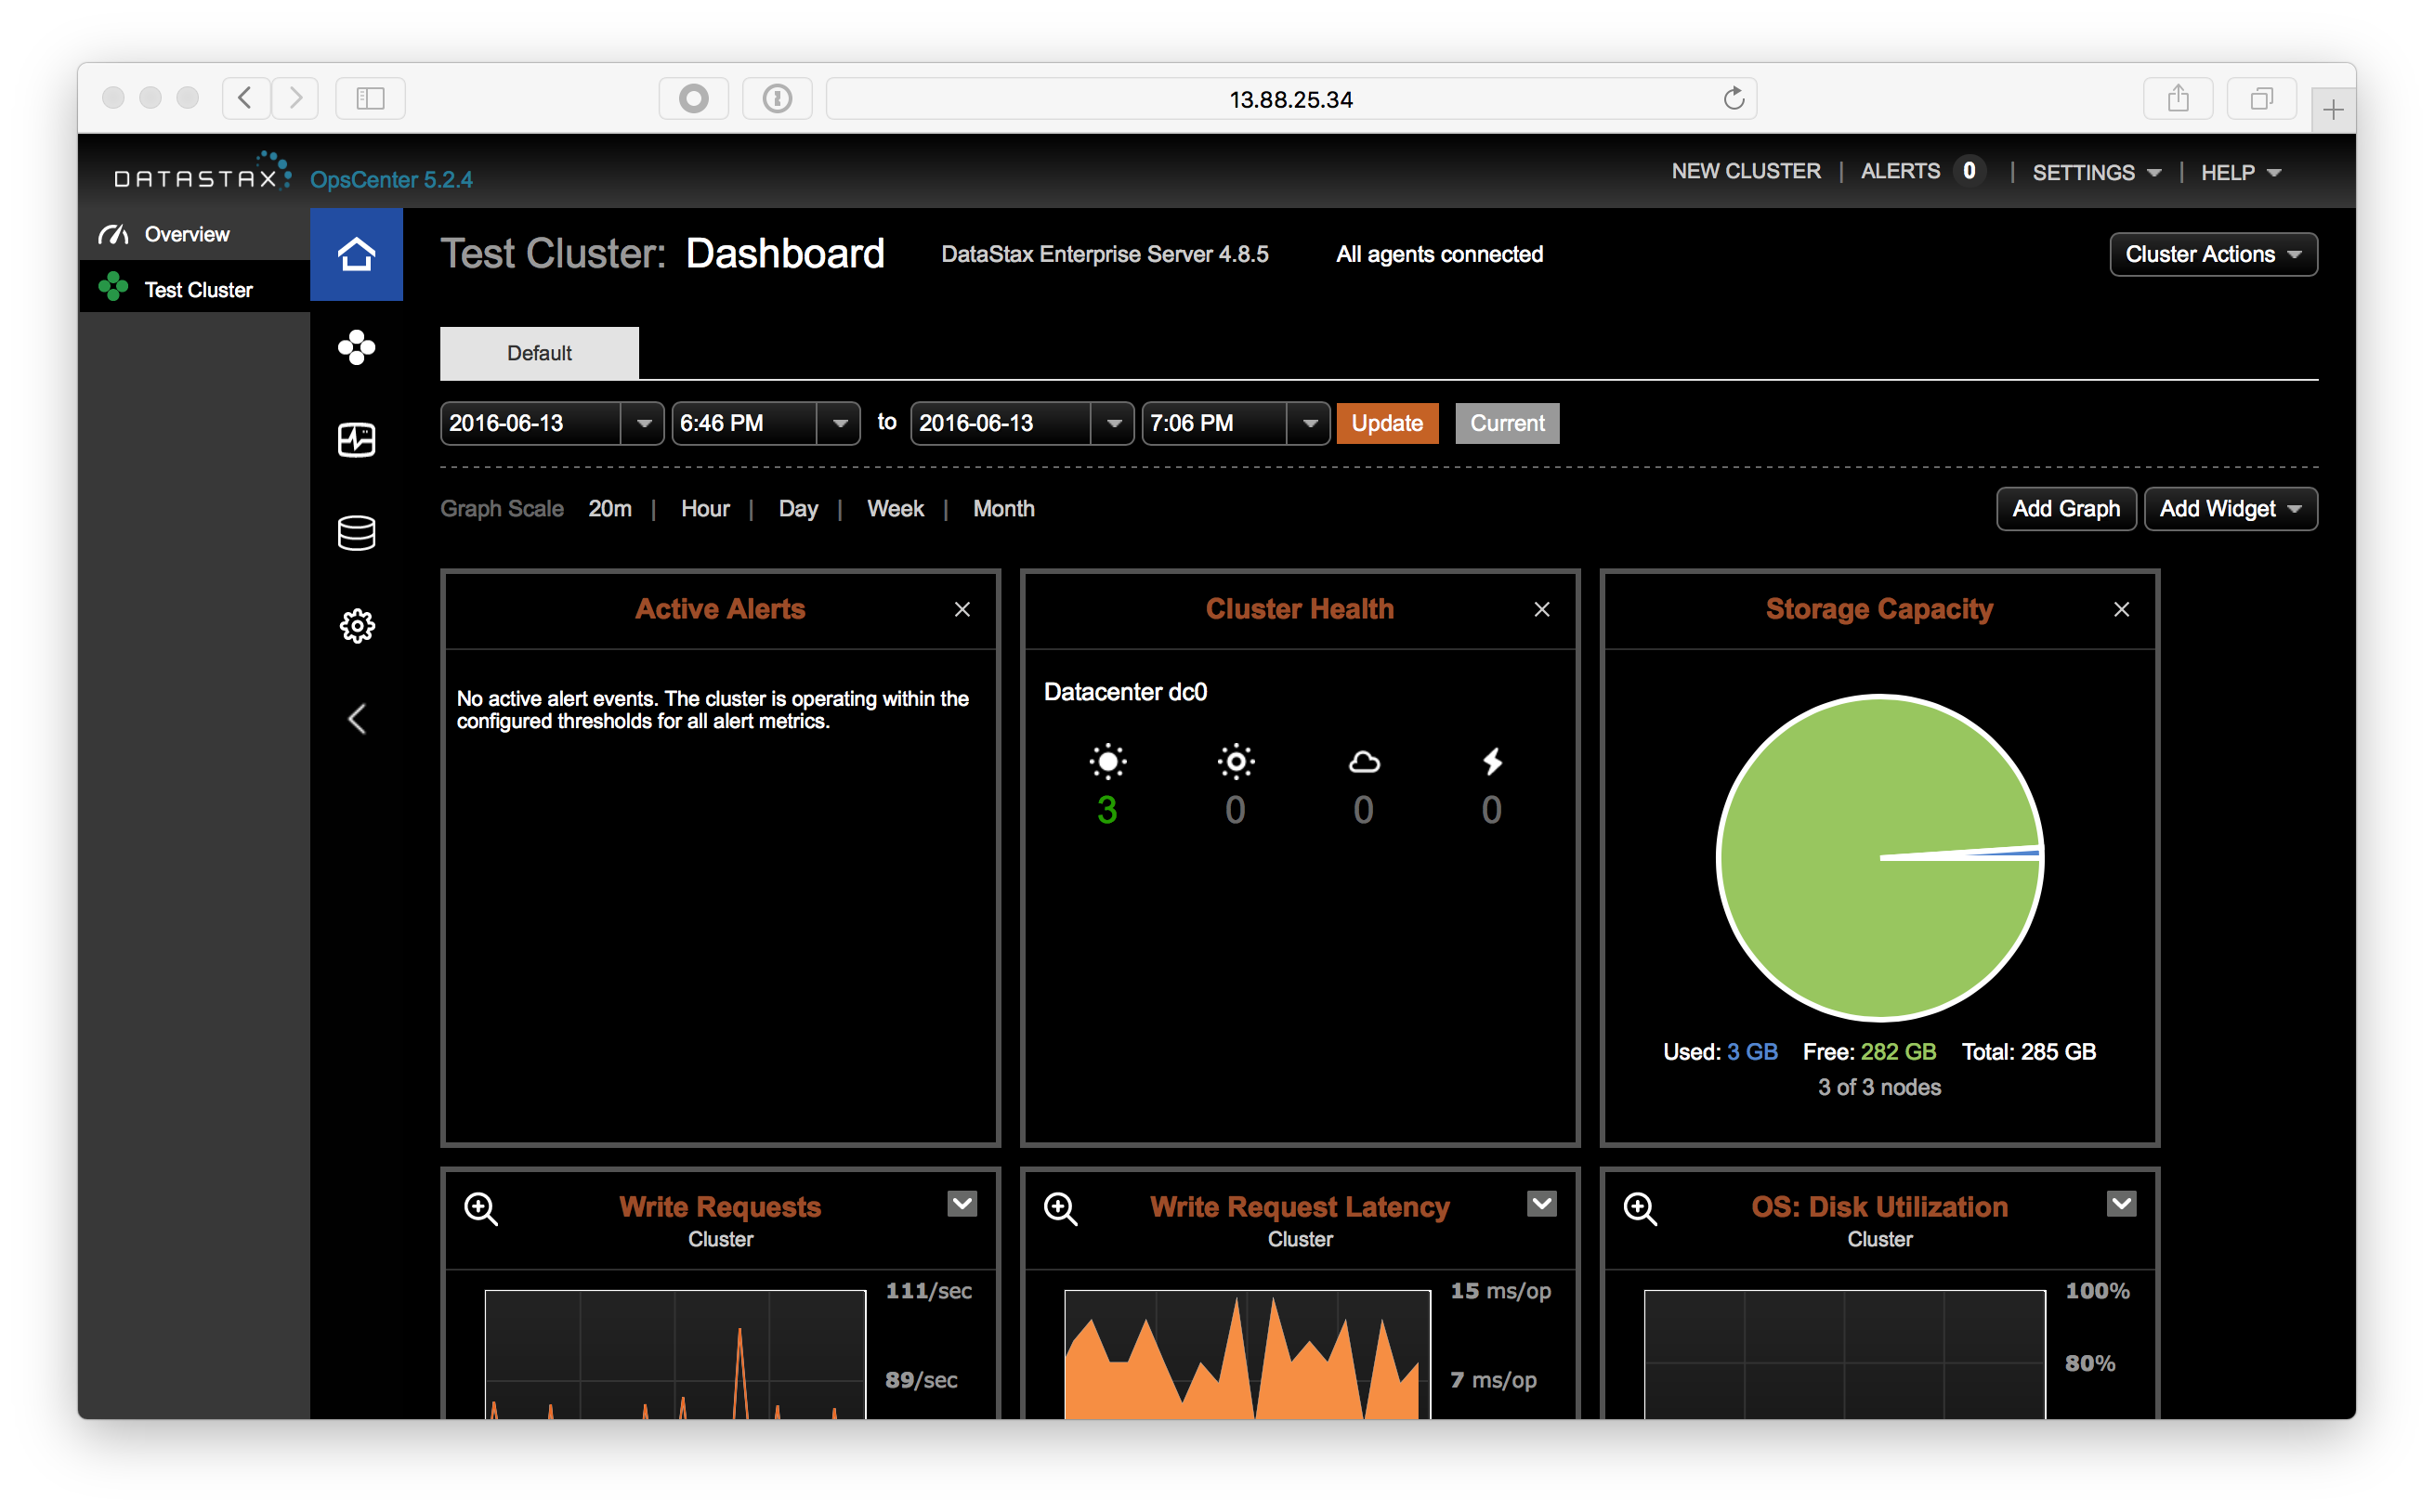 13.88.25.34
DATASTAX OpsCenter 5.2.4
NEW CLUSTER | ALERTS 0 | SETTINGS | HELP
Overview
Test Cluster
Test Cluster: Dashboard DataStax Enterprise Server 4.8.5 All agents connected Cluster Actions
Default
2016-06-13 6:46 PM to 2016-06-13 7:06 PM Update Current
Graph Scale 20m | Hour | Day | Week | Month Add Graph Add Widget
Active Alerts
No active alert events. The cluster is operating within the
configured thresholds for all alert metrics.
Cluster Health
Datacenter dc0
3 0 0 0
Storage Capacity
Used: 3 GB Free: 282 GB Total: 285 GB
3 of 3 nodes
Write Requests
Cluster
111/sec
89/sec
Write Request Latency
Cluster
15 ms/op
7 ms/op
OS: Disk Utilization
Cluster
100%
80%